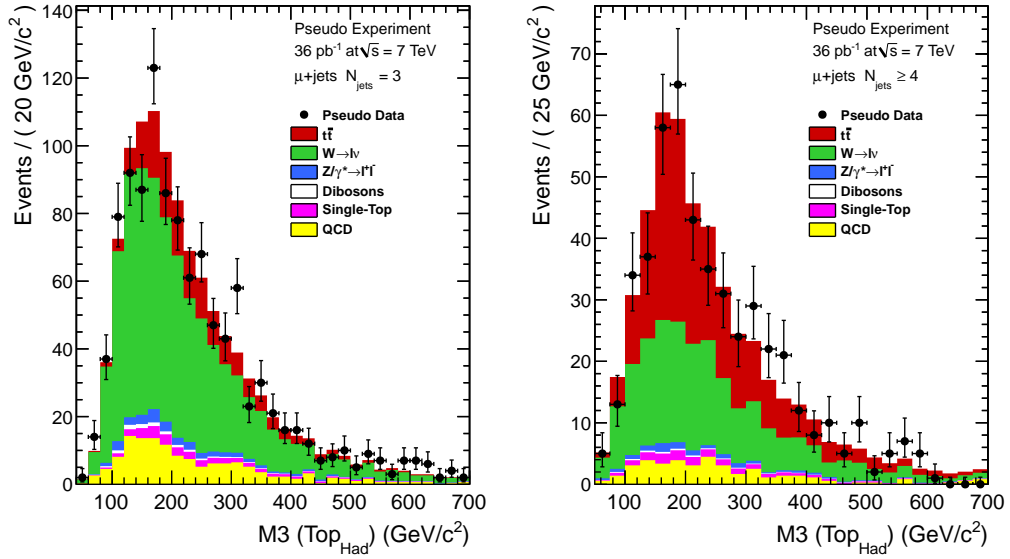 Events / ( 20 GeV/c² )
140
120
100
80
60
40
20
0
Pseudo Experiment
36 pb⁻¹ at √s = 7 TeV
μ+jets N_jets = 3
Pseudo Data
tt̄
W→lν
Z/γ*→l⁺l⁻
Dibosons
Single-Top
QCD
100 200 300 400 500 600 700
M3 (Top_Had) (GeV/c²)
Events / ( 25 GeV/c² )
70
60
50
40
30
20
10
0
Pseudo Experiment
36 pb⁻¹ at √s = 7 TeV
μ+jets N_jets ≥ 4
Pseudo Data
tt̄
W→lν
Z/γ*→l⁺l⁻
Dibosons
Single-Top
QCD
100 200 300 400 500 600 700
M3 (Top_Had) (GeV/c²)